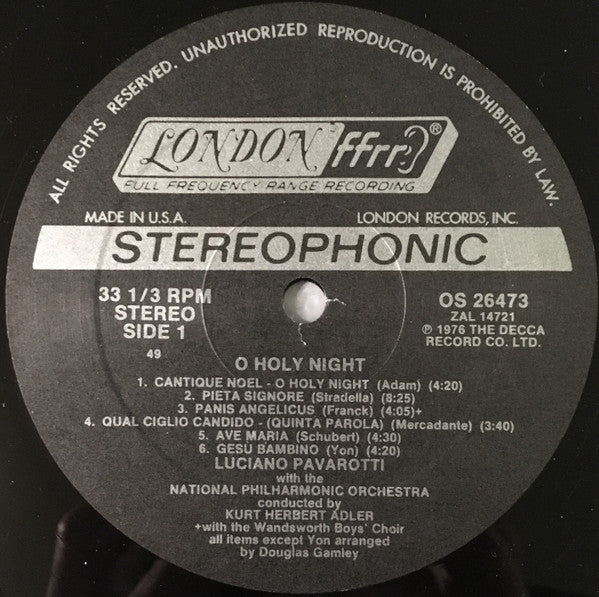 ALL RIGHTS RESERVED. UNAUTHORIZED REPRODUCTION IS PROHIBITED BY LAW.
LONDON ffrr ®
FULL FREQUENCY RANGE RECORDING
MADE IN U.S.A. LONDON RECORDS, INC.
STEREOPHONIC
33 1/3 RPM
STEREO
SIDE 1
49
OS 26473
ZAL 14721
℗ 1976 THE DECCA
RECORD CO. LTD.
O HOLY NIGHT
1. CANTIQUE NOEL - O HOLY NIGHT (Adam) (4:20)
2. PIETA SIGNORE (Stradella) (8:25)
3. PANIS ANGELICUS (Franck) (4:05)+
4. QUAL CIGLIO CANDIDO - (QUINTA PAROLA) (Mercadante) (3:40)
5. AVE MARIA (Schubert) (4:30)
6. GESÙ BAMBINO (Yon) (4:20)
LUCIANO PAVAROTTI
with the
NATIONAL PHILHARMONIC ORCHESTRA
conducted by
KURT HERBERT ADLER
+with the Wandsworth Boys' Choir
all items except Yon arranged
by Douglas Gamley